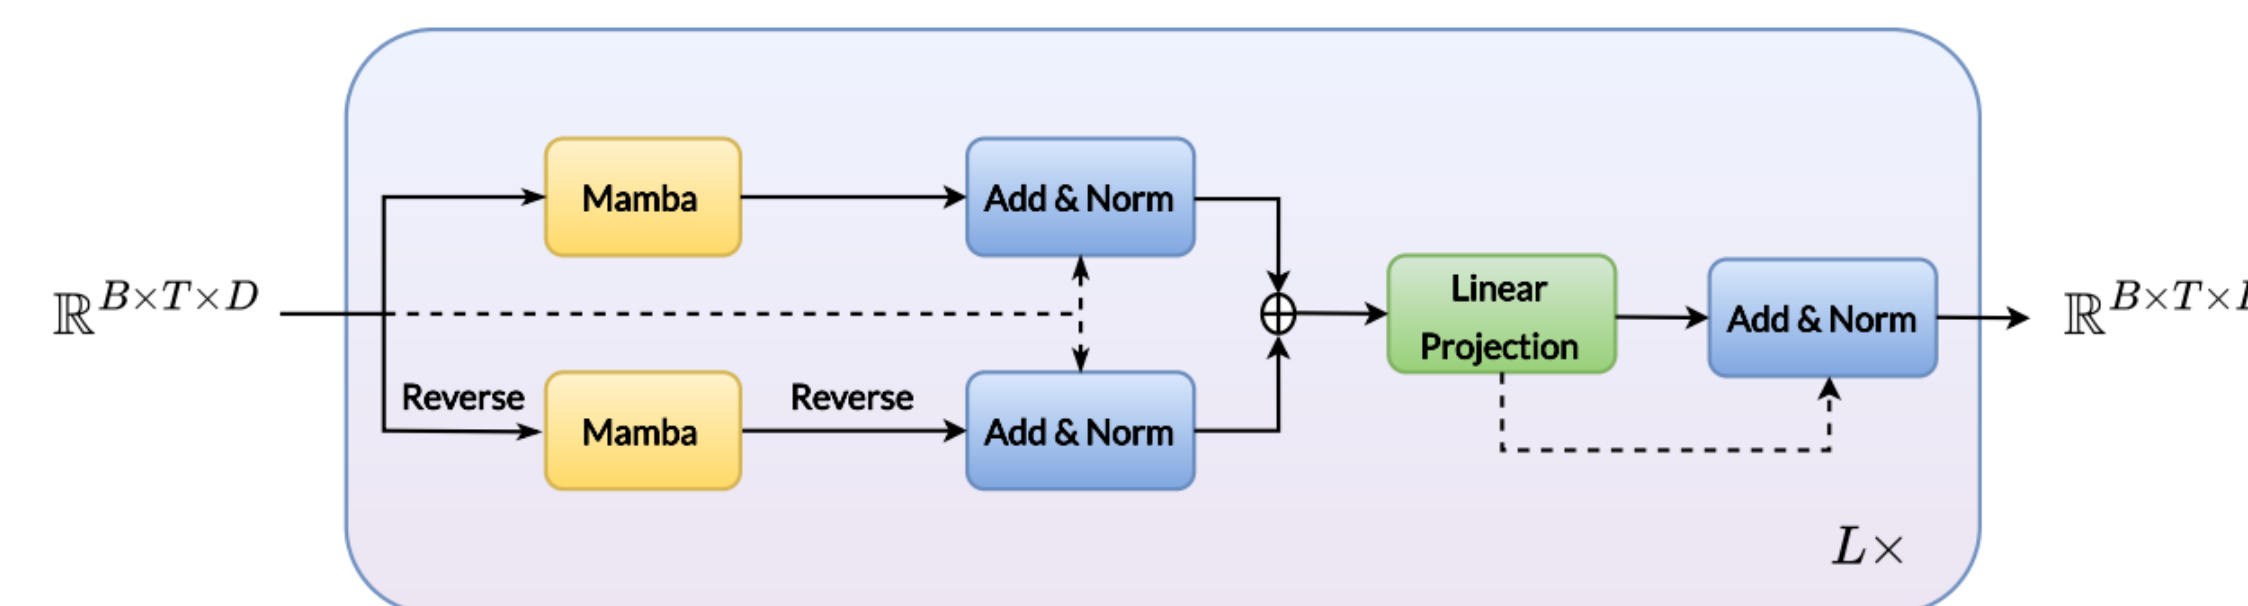 Mamba
Add & Norm
ℝ^{B×T×D}
Linear
Projection
Add & Norm
ℝ^{B×T×
Reverse
Mamba
Reverse
Add & Norm
L×